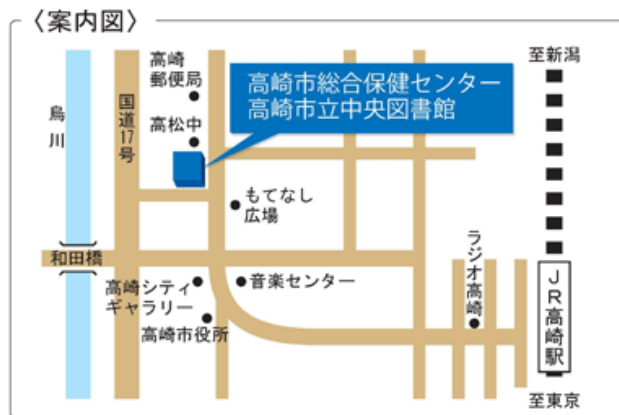 〈案内図〉
至新潟
高崎
郵便局
高崎市総合保健センター
高崎市立中央図書館
烏川
国道17号
高松中
もてなし
広場
和田橋
ラジオ高崎
高崎シティ
ギャラリー
音楽センター
JR高崎駅
高崎市役所
至東京